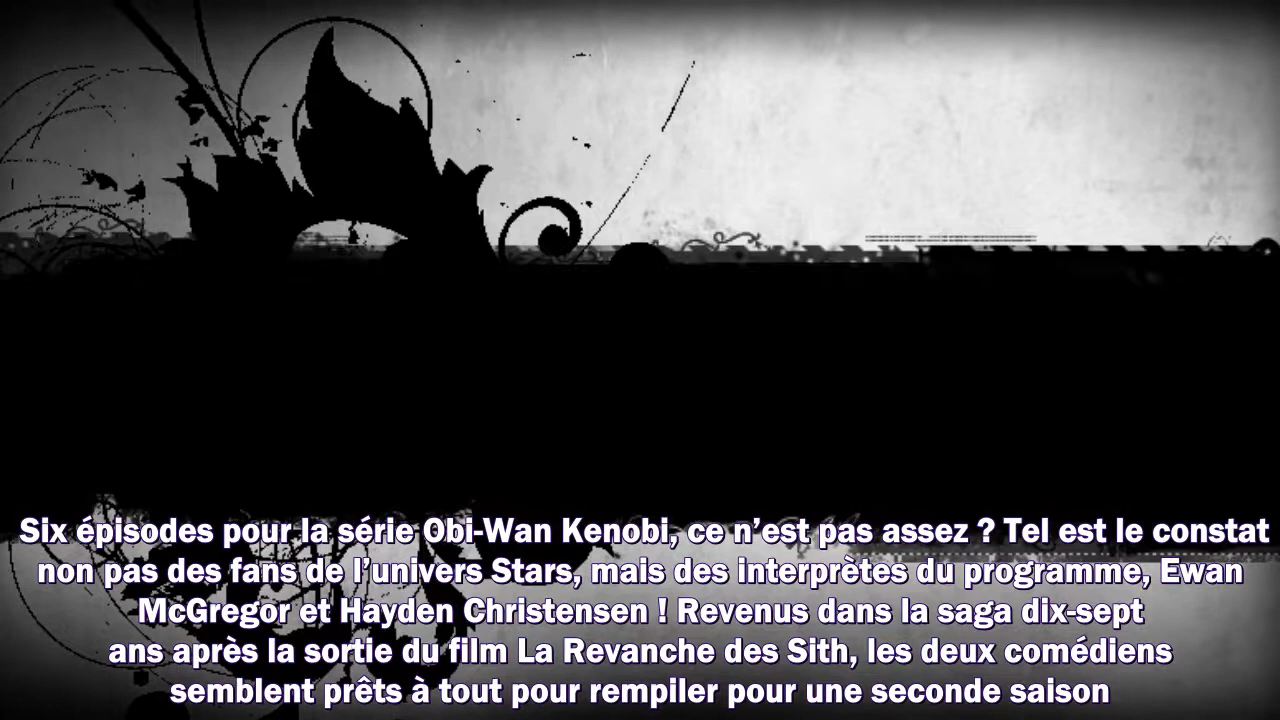 Six épisodes pour la série Obi-Wan Kenobi, ce n’est pas assez ? Tel est le constat
non pas des fans de l’univers Stars, mais des interprètes du programme, Ewan
McGregor et Hayden Christensen ! Revenus dans la saga dix-sept
ans après la sortie du film La Revanche des Sith, les deux comédiens
semblent prêts à tout pour rempiler pour une seconde saison